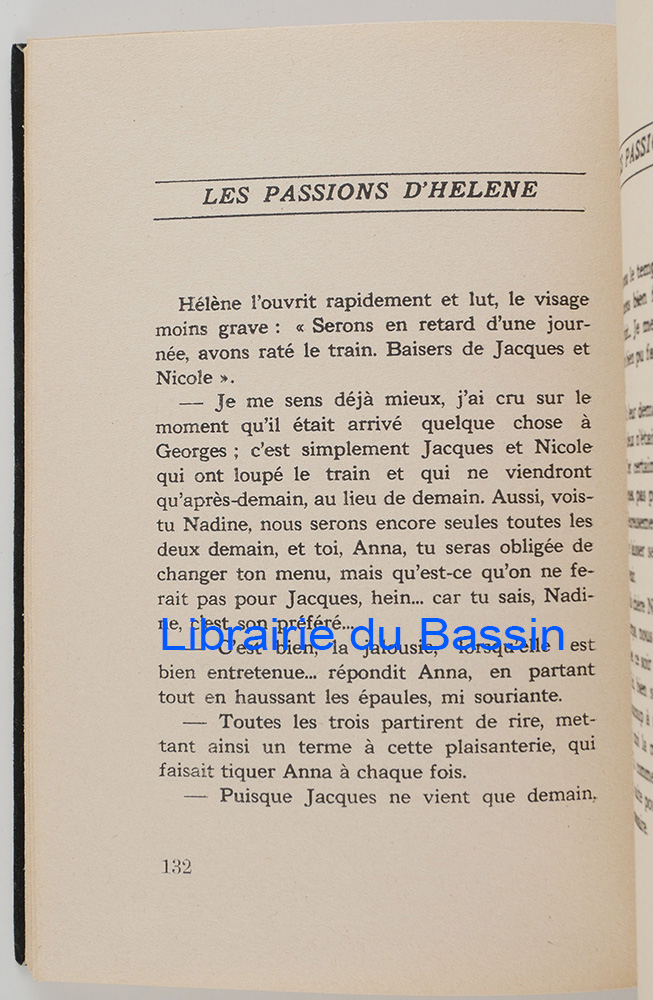 LES PASSIONS D'HELENE
Hélène l'ouvrit rapidement et lut, le visage
moins grave : « Serons en retard d'une jour-
née, avons raté le train. Baisers de Jacques et
Nicole ».
— Je me sens déjà mieux, j'ai cru sur le
moment qu'il était arrivé quelque chose à
Georges ; c'est simplement Jacques et Nicole
qui ont loupé le train et qui ne viendront
qu'après-demain, au lieu de demain. Aussi, vois-
tu Nadine, nous serons encore seules toutes les
deux demain, et toi, Anna, tu seras obligée de
changer ton menu, mais qu'est-ce qu'on ne fe-
rait pas pour Jacques, hein... car tu sais, Nadi-
ne, c'est son préféré...
Librairie du Bassin
— C'est bien, la jalousie, lorsqu'elle est
bien entretenue... répondit Anna, en partant
tout en haussant les épaules, mi souriante.
— Toutes les trois partirent de rire, met-
tant ainsi un terme à cette plaisanterie, qui
faisait tiquer Anna à chaque fois.
— Puisque Jacques ne vient que demain,
132